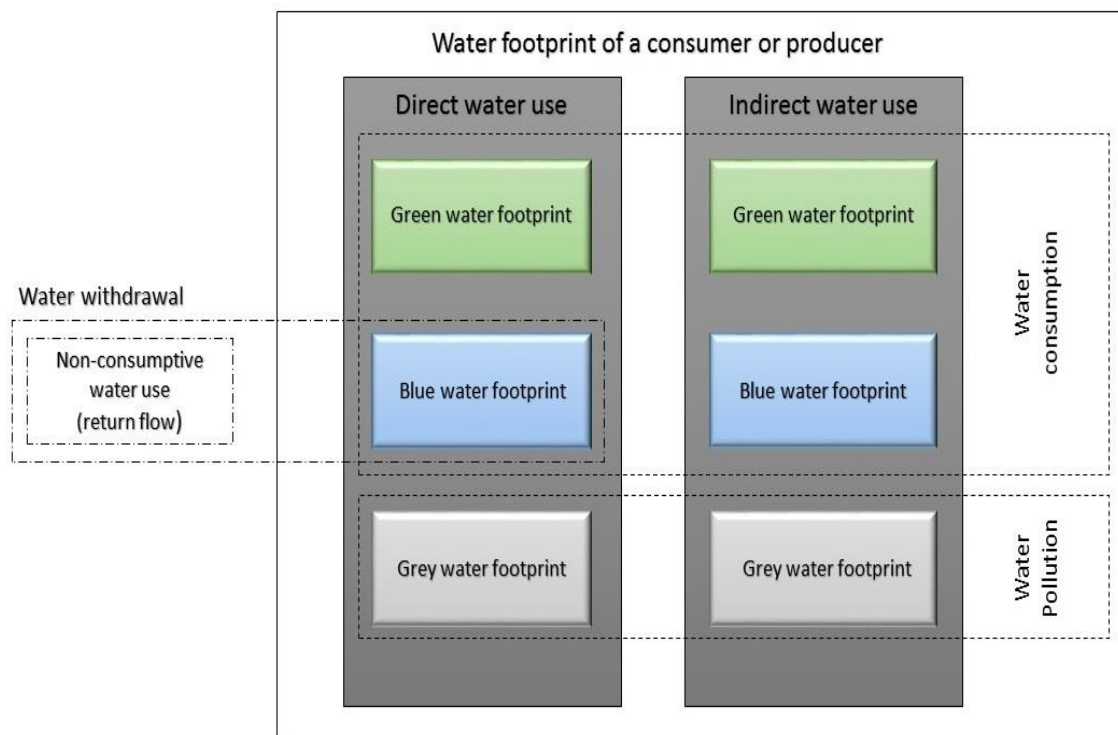 Water footprint of a consumer or producer
Direct water use
Indirect water use
Green water footprint
Green water footprint
Water
consumption
Water withdrawal
Non-consumptive
water use
(return flow)
Blue water footprint
Blue water footprint
Grey water footprint
Grey water footprint
Water
Pollution